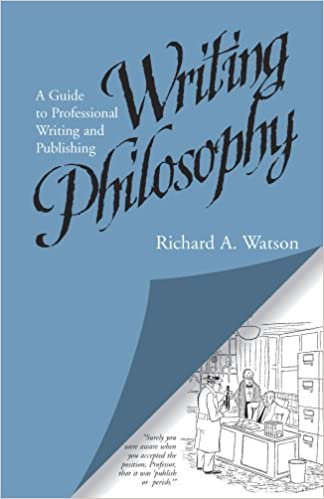 A Guide
to Professional
Writing and
Publishing
Writing
Philosophy
Richard A. Watson
"Surely you
were aware when
you accepted the
position, Professor,
that it was 'publish
or perish.'"